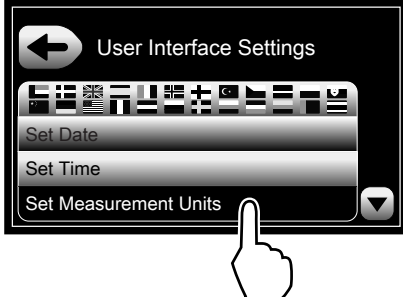 User Interface Settings
Set Date
Set Time
Set Measurement Units